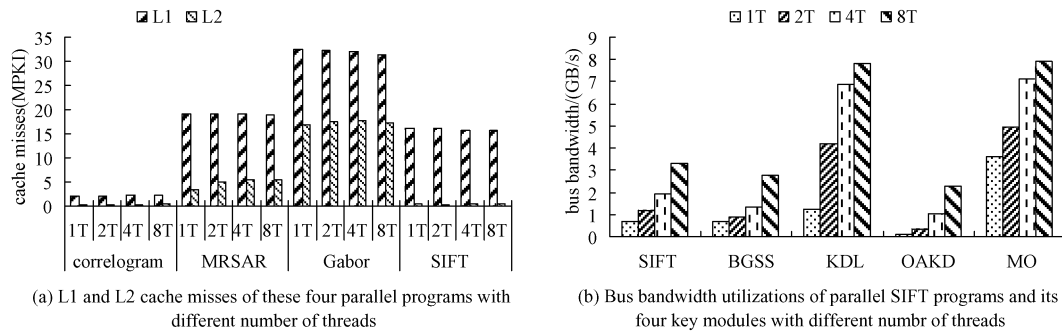 L1 L2
cache misses(MPKI)
35
30
25
20
15
10
5
0
1T 2T 4T 8T 1T 2T 4T 8T 1T 2T 4T 8T 1T 2T 4T 8T
correlogram MRSAR Gabor SIFT
(a) L1 and L2 cache misses of these four parallel programs with
different number of threads
1T 2T 4T 8T
bus bandwidth/(GB/s)
9
8
7
6
5
4
3
2
1
0
SIFT BGSS KDL OAKD MO
(b) Bus bandwidth utilizations of parallel SIFT programs and its
four key modules with different numbr of threads